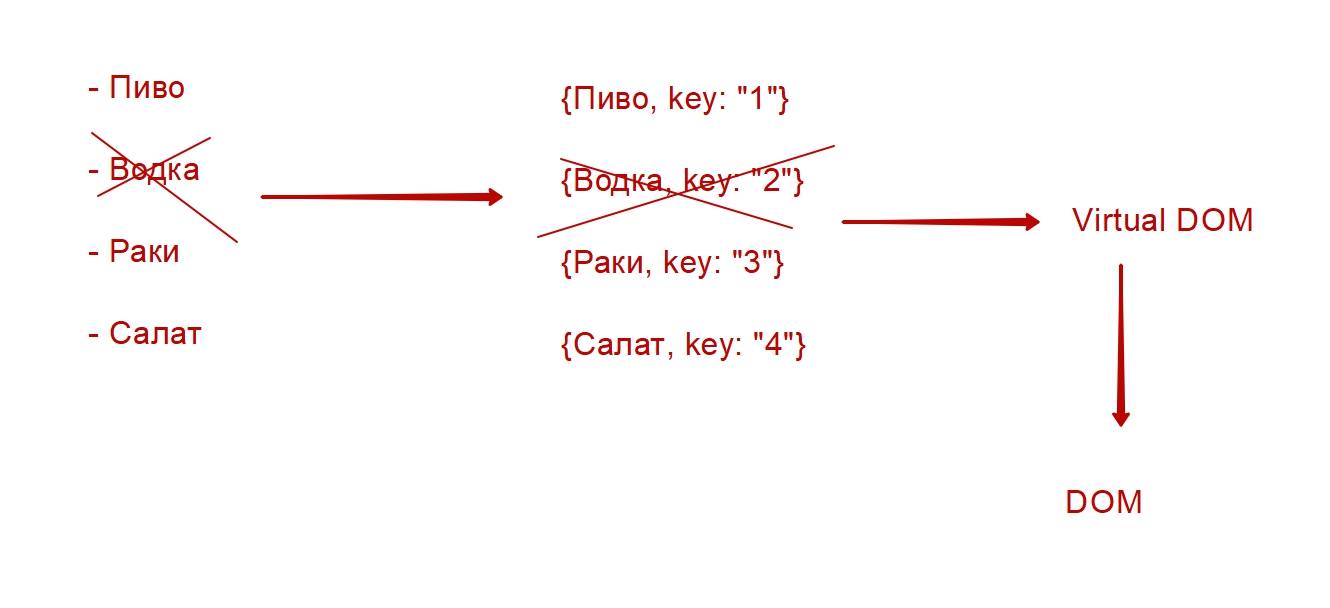 - Пиво
- Водка
- Раки
- Салат
{Пиво, key: "1"}
{Водка, key: "2"}
{Раки, key: "3"}
{Салат, key: "4"}
Virtual DOM
DOM